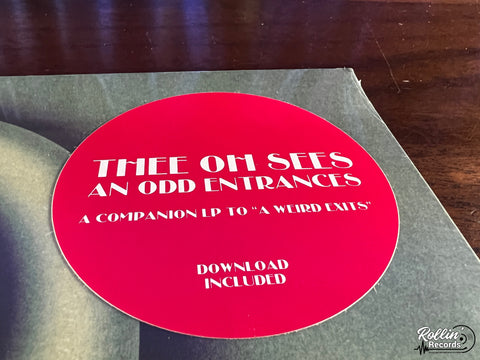 THEE OH SEES
AN ODD ENTRANCES
A COMPANION LP TO "A WEIRD EXITS"
DOWNLOAD
INCLUDED
Rollin'
Records